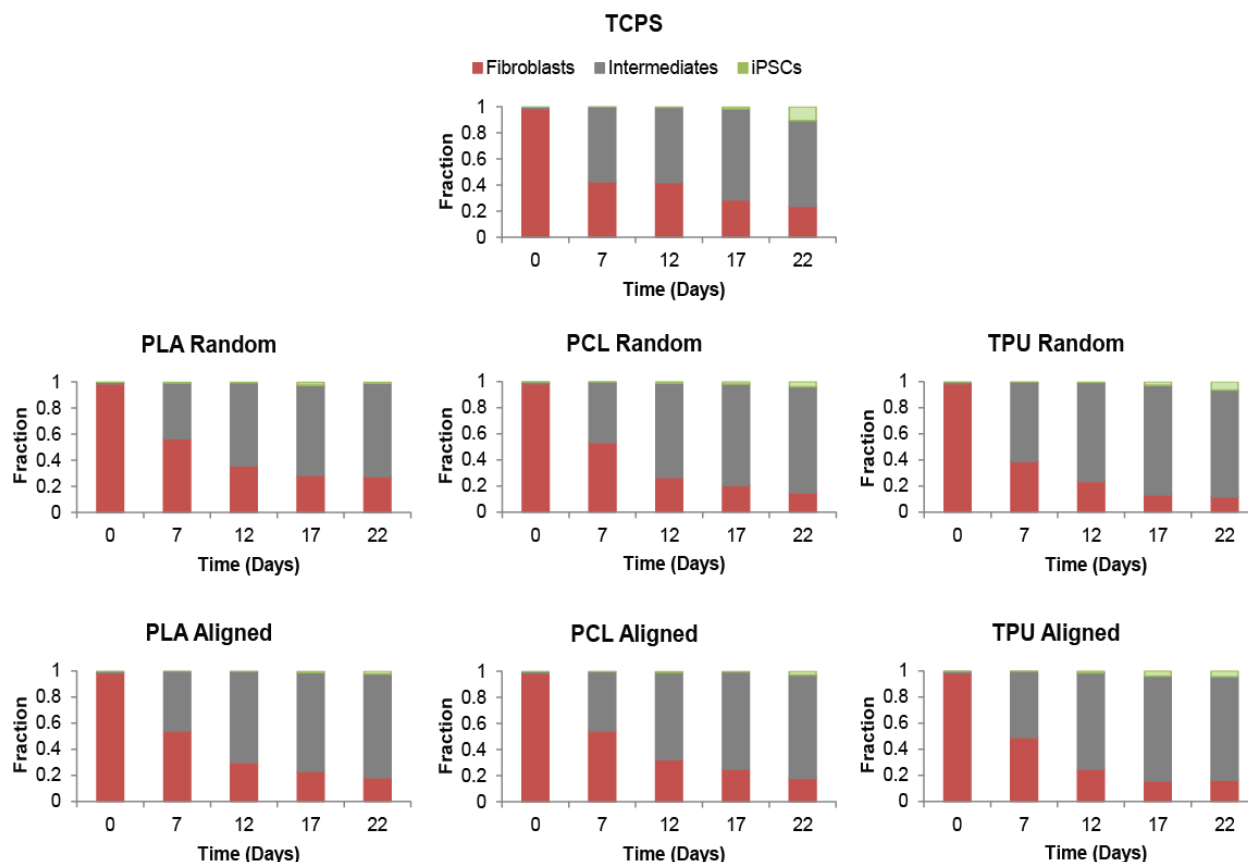 TCPS
Fibroblasts Intermediates iPSCs
Fraction
1
0.8
0.6
0.4
0.2
0
0 7 12 17 22
Time (Days)
PLA Random
Fraction
1
0.8
0.6
0.4
0.2
0
0 7 12 17 22
Time (Days)
PCL Random
Fraction
1
0.8
0.6
0.4
0.2
0
0 7 12 17 22
Time (Days)
TPU Random
Fraction
1
0.8
0.6
0.4
0.2
0
0 7 12 17 22
Time (Days)
PLA Aligned
Fraction
1
0.8
0.6
0.4
0.2
0
0 7 12 17 22
Time (Days)
PCL Aligned
Fraction
1
0.8
0.6
0.4
0.2
0
0 7 12 17 22
Time (Days)
TPU Aligned
Fraction
1
0.8
0.6
0.4
0.2
0
0 7 12 17 22
Time (Days)